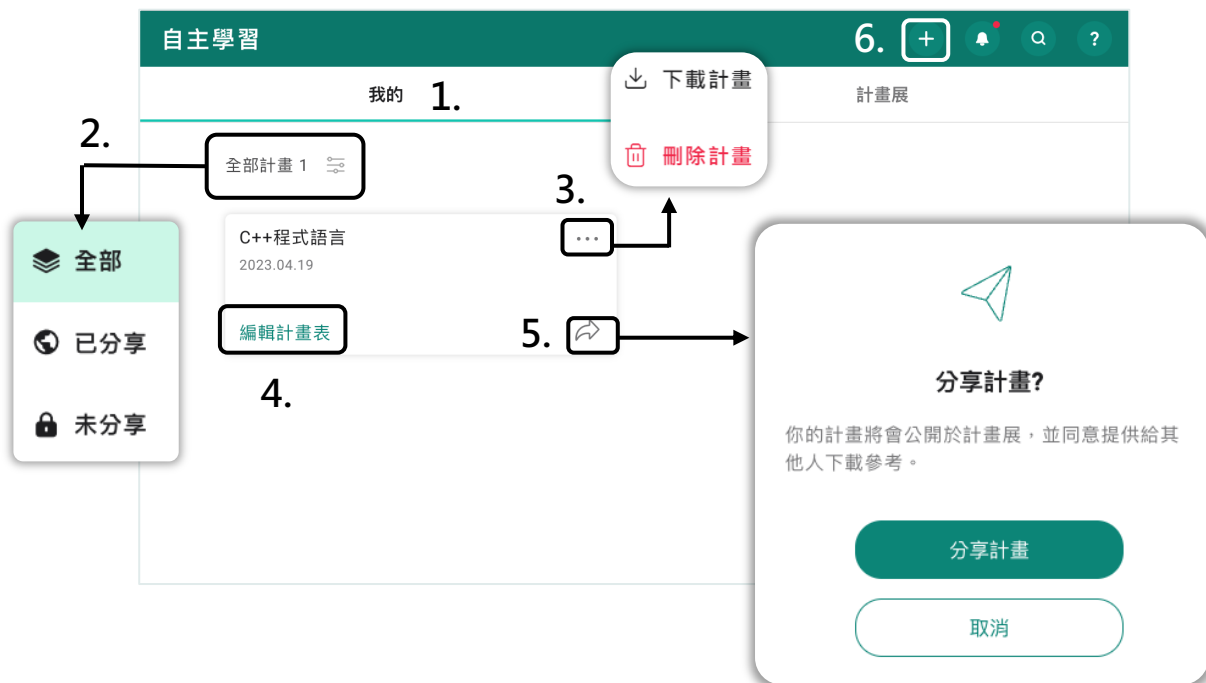 自主學習
6.
?
我的
1.
計畫展
下載計畫
刪除計畫
2.
全部計畫 1
3.
C++程式語言
2023.04.19
編輯計畫表
4.
5.
全部
已分享
未分享
分享計畫?
你的計畫將會公開於計畫展，並同意提供給其
他人下載參考。
分享計畫
取消